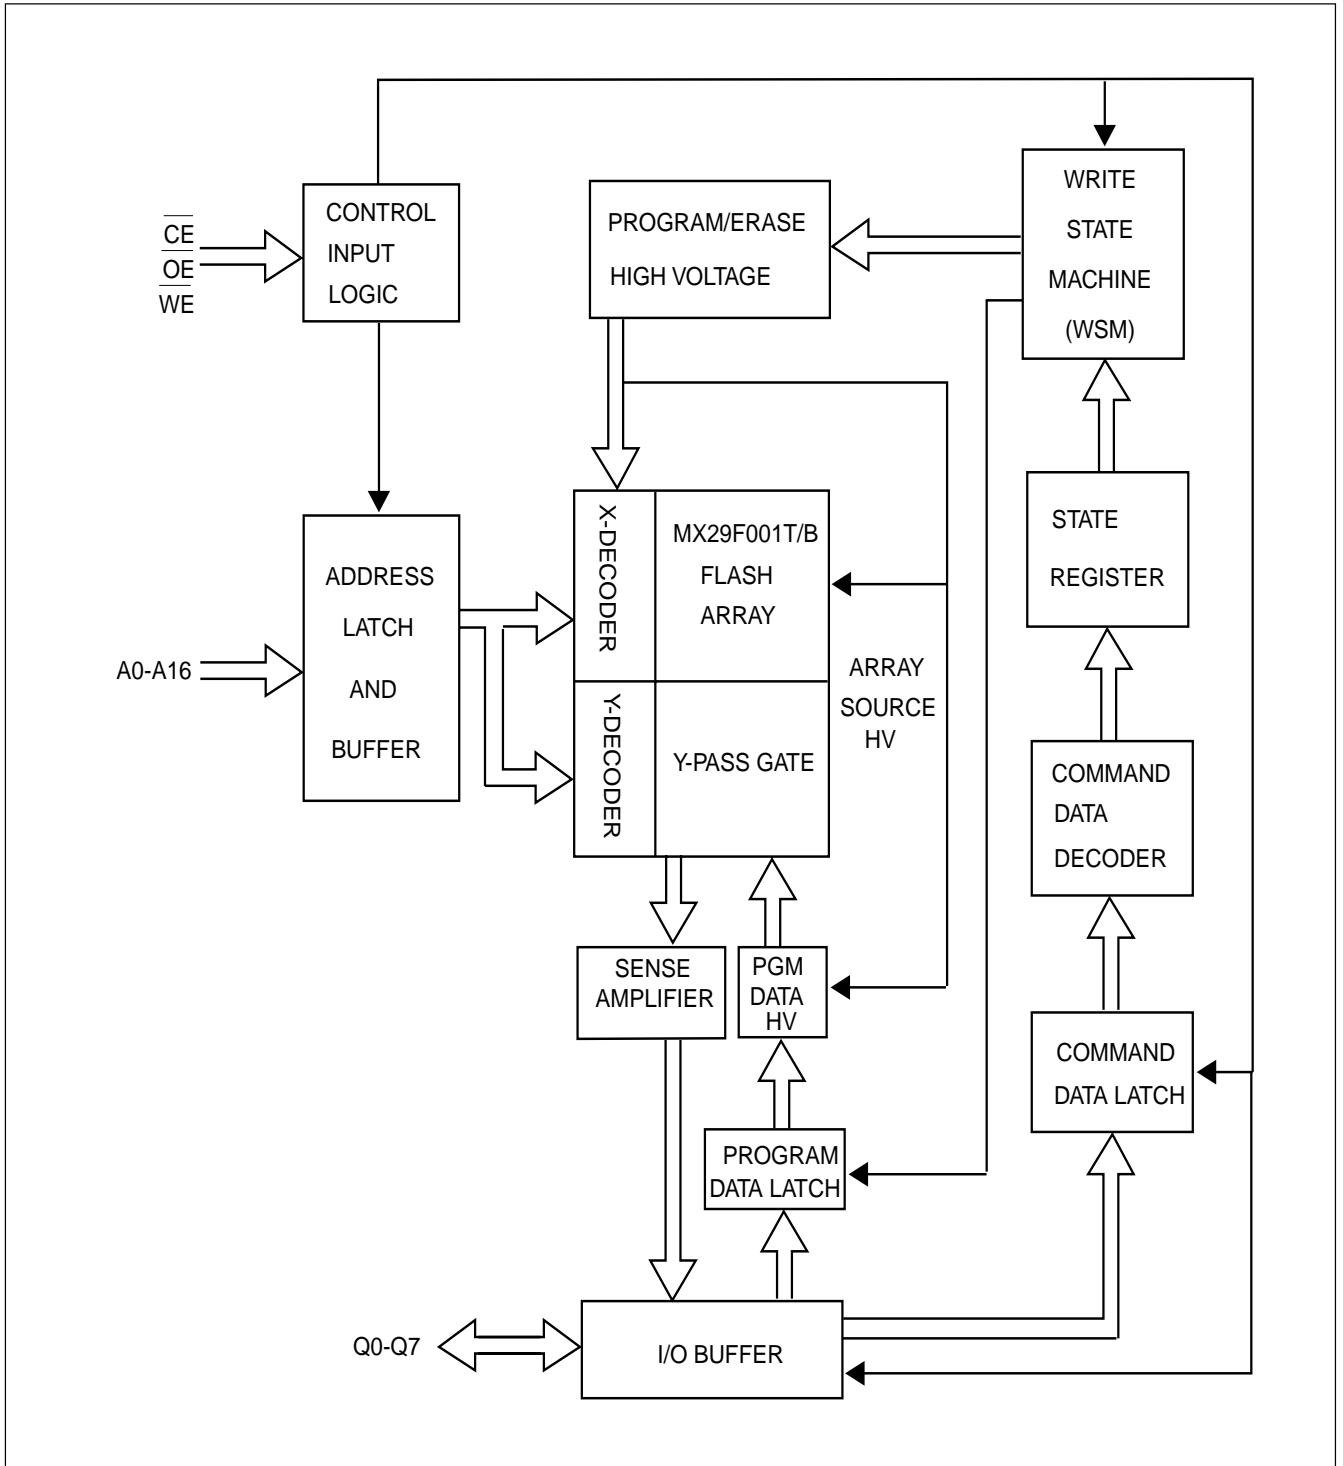 CE
OE
WE
CONTROL
INPUT
LOGIC
PROGRAM/ERASE
HIGH VOLTAGE
WRITE
STATE
MACHINE
(WSM)
STATE
REGISTER
X-DECODER
MX29F001T/B
FLASH
ARRAY
ADDRESS
LATCH
AND
BUFFER
A0-A16
ARRAY
SOURCE
HV
Y-DECODER
Y-PASS GATE
COMMAND
DATA
DECODER
SENSE
AMPLIFIER
PGM
DATA
HV
COMMAND
DATA LATCH
PROGRAM
DATA LATCH
Q0-Q7
I/O BUFFER